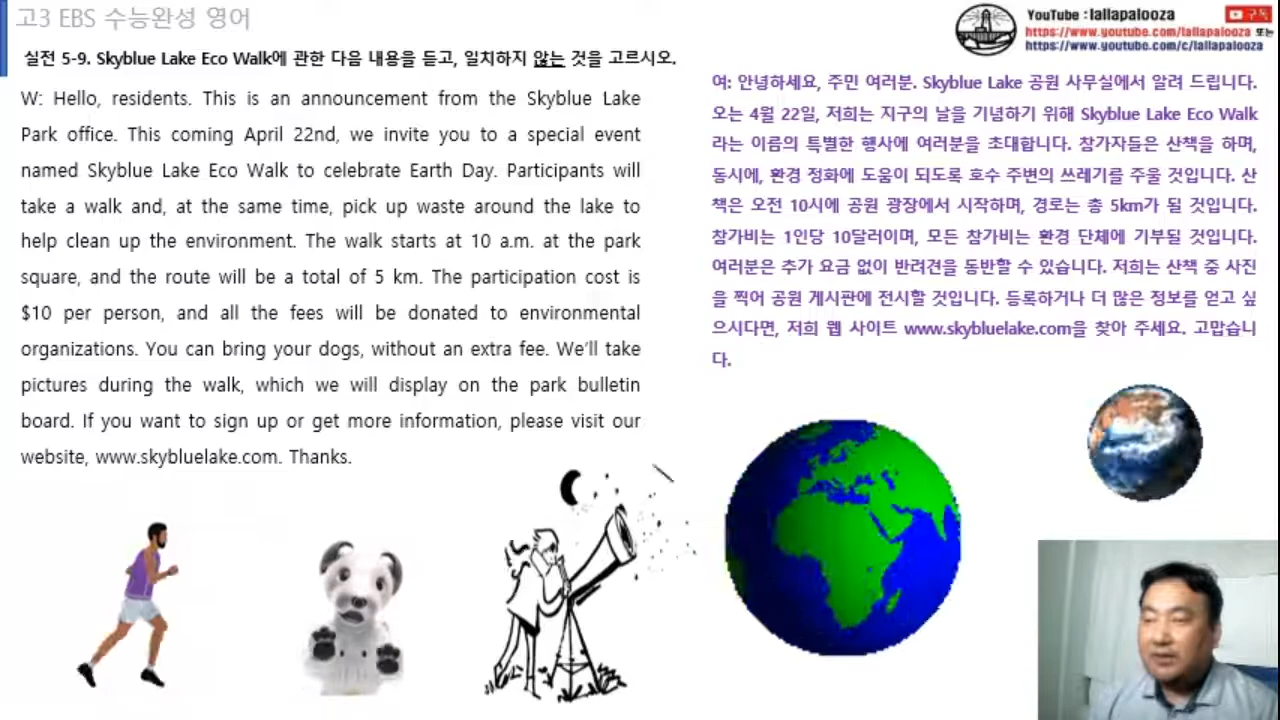 고3 EBS 수능완성 영어
실전 5-9. Skyblue Lake Eco Walk에 관한 다음 내용을 듣고, 일치하지 않는 것을 고르시오.
W: Hello, residents. This is an announcement from the Skyblue Lake
Park office. This coming April 22nd, we invite you to a special event
named Skyblue Lake Eco Walk to celebrate Earth Day. Participants will
take a walk and, at the same time, pick up waste around the lake to
help clean up the environment. The walk starts at 10 a.m. at the park
square, and the route will be a total of 5 km. The participation cost is
$10 per person, and all the fees will be donated to environmental
organizations. You can bring your dogs, without an extra fee. We’ll take
pictures during the walk, which we will display on the park bulletin
board. If you want to sign up or get more information, please visit our
website, www.skybluelake.com. Thanks.
YouTube : lallapalooza
구독
https://www.youtube.com/lallapalooza 또는
https://www.youtube.com/c/lallapalooza
여: 안녕하세요, 주민 여러분. Skyblue Lake 공원 사무실에서 알려 드립니다.
오는 4월 22일, 저희는 지구의 날을 기념하기 위해 Skyblue Lake Eco Walk
라는 이름의 특별한 행사에 여러분을 초대합니다. 참가자들은 산책을 하며,
동시에, 환경 정화에 도움이 되도록 호수 주변의 쓰레기를 주울 것입니다. 산
책은 오전 10시에 공원 광장에서 시작하며, 경로는 총 5km가 될 것입니다.
참가비는 1인당 10달러이며, 모든 참가비는 환경 단체에 기부될 것입니다.
여러분은 추가 요금 없이 반려견을 동반할 수 있습니다. 저희는 산책 중 사진
을 찍어 공원 게시판에 전시할 것입니다. 등록하거나 더 많은 정보를 얻고 싶
으시다면, 저희 웹 사이트 www.skybluelake.com을 찾아 주세요. 고맙습니
다.